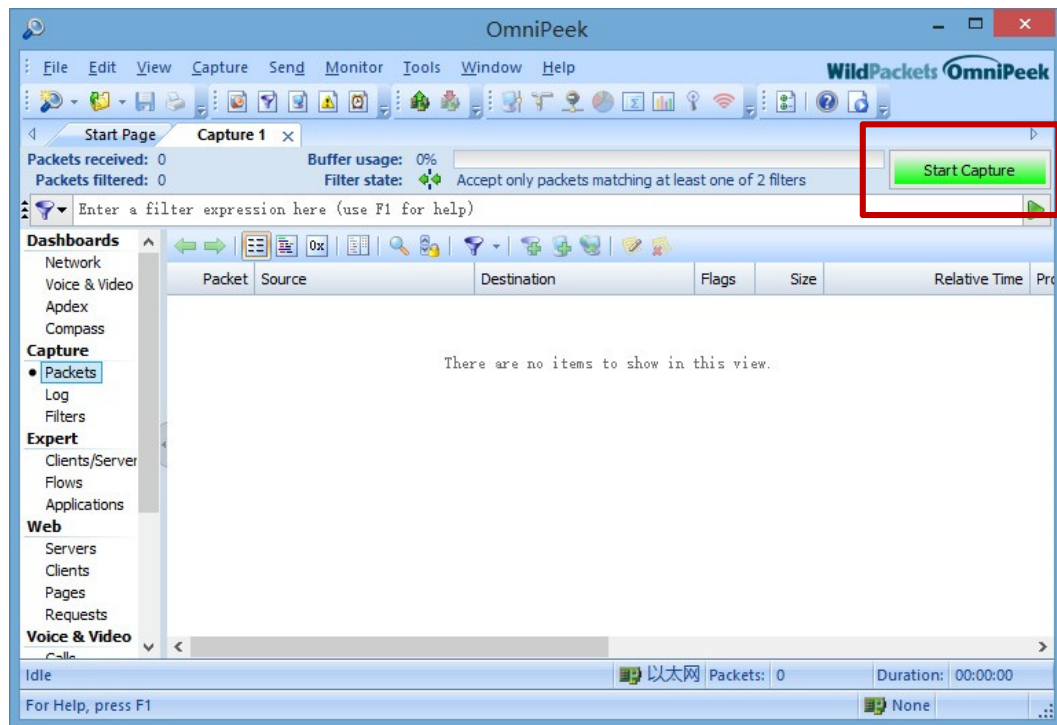 OmniPeek
File Edit View Capture Send Monitor Tools Window Help
WildPackets OmniPeek
Start Page Capture 1
Packets received: 0 Buffer usage: 0%
Packets filtered: 0 Filter state: Accept only packets matching at least one of 2 filters
Start Capture
Enter a filter expression here (use F1 for help)
Dashboards
Network
Voice & Video
Apdex
Compass
Capture
Packets
Log
Filters
Expert
Clients/Server
Flows
Applications
Web
Servers
Clients
Pages
Requests
Voice & Video
Calls
0x
Packet Source Destination Flags Size Relative Time Pro
There are no items to show in this view.
Idle 以太网 Packets: 0 Duration: 00:00:00
For Help, press F1 None